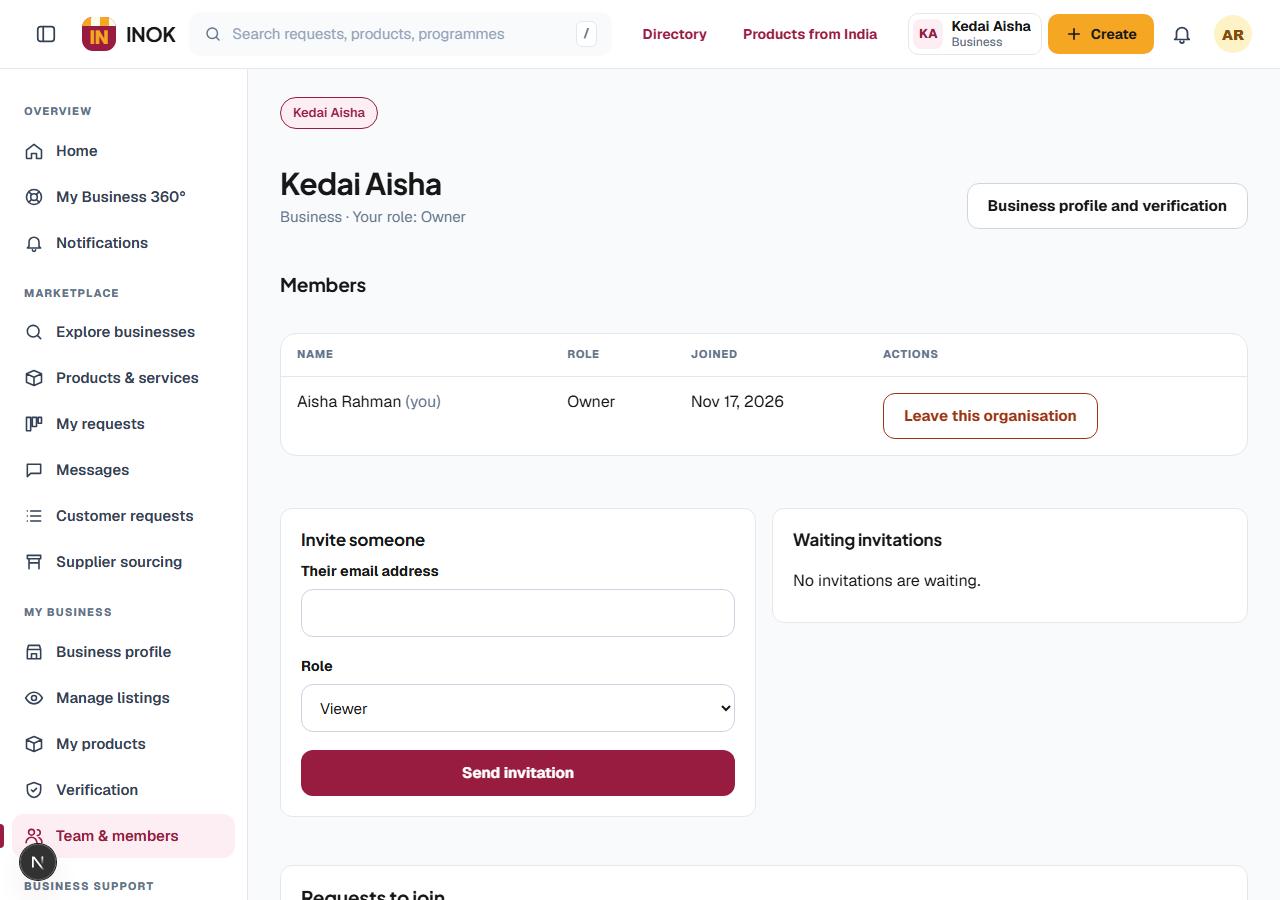 INOK
Search requests, products, programmes
/
Directory
Products from India
KA
Kedai Aisha
Business
Create
AR
OVERVIEW
Home
My Business 360°
Notifications
MARKETPLACE
Explore businesses
Products & services
My requests
Messages
Customer requests
Supplier sourcing
MY BUSINESS
Business profile
Manage listings
My products
Verification
Team & members
N
BUSINESS SUPPORT
Kedai Aisha
Kedai Aisha
Business · Your role: Owner
Business profile and verification
Members
NAME ROLE JOINED ACTIONS
Aisha Rahman (you) Owner Nov 17, 2026 Leave this organisation
Invite someone
Their email address
Role
Viewer
Send invitation
Waiting invitations
No invitations are waiting.
Requests to join